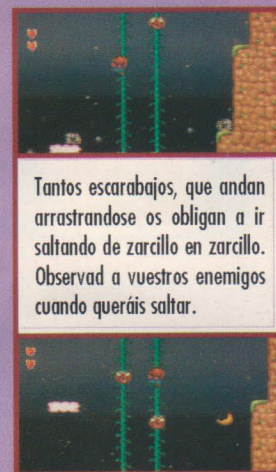 Tantos escarabajos, que andan
arrastrandose os obligan a ir
saltando de zarcillo en zarcillo.
Observad a vuestros enemigos
cuando queráis saltar.